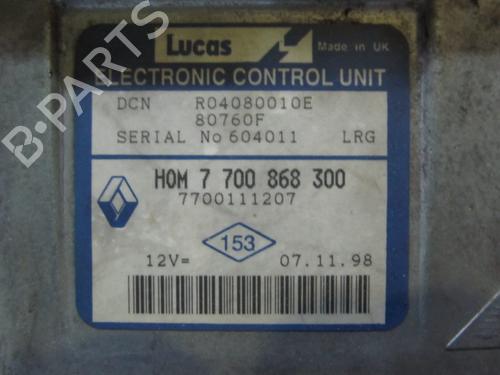 Lucas
Made in UK
ELECTRONIC CONTROL UNIT
DCN R04080010E
80760F
SERIAL No 604011 LRG
HOM 7 700 868 300
7700111207
153
12V= 07.11.98
B-PARTS